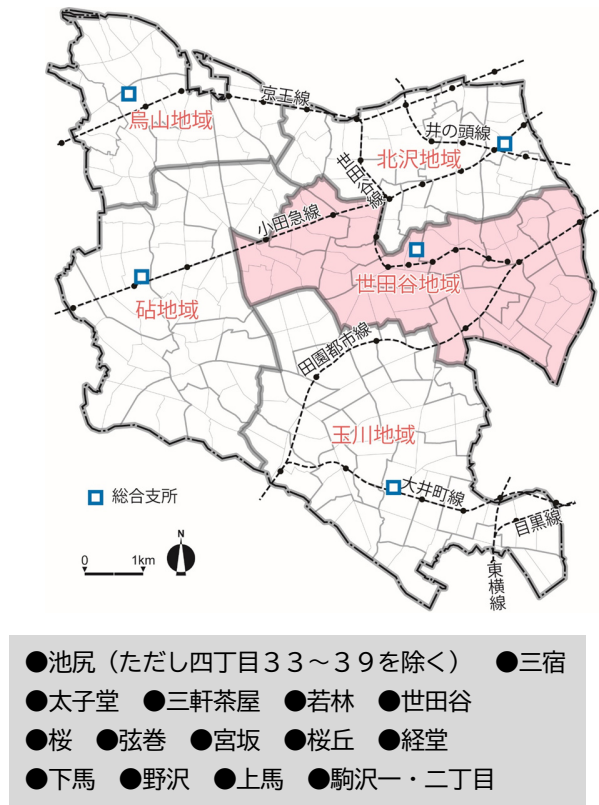 京王線
烏山地域
井の頭線
北沢地域
世田谷線
小田急線
世田谷地域
砧地域
田園都市線
玉川地域
大井町線
目黒線
東横線
総合支所
N
0 1km
●池尻（ただし四丁目３３～３９を除く） ●三宿
●太子堂 ●三軒茶屋 ●若林 ●世田谷
●桜 ●弦巻 ●宮坂 ●桜丘 ●経堂
●下馬 ●野沢 ●上馬 ●駒沢一・二丁目